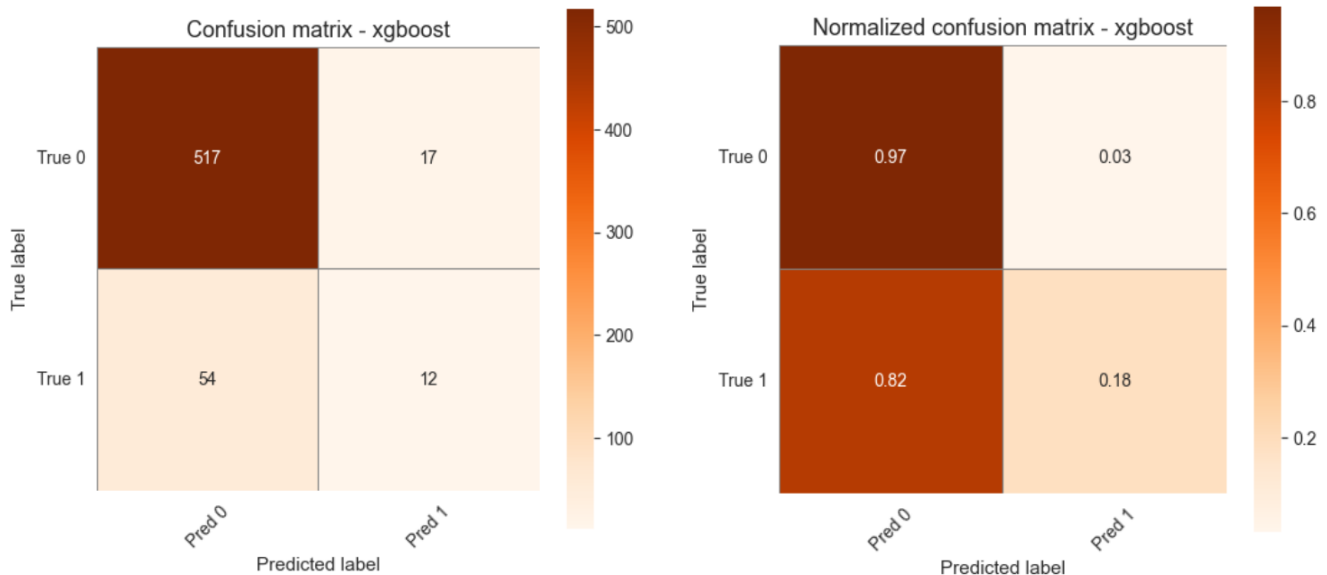 Confusion matrix - xgboost
500
400
300
200
100
True label
True 0
517
17
True 1
54
12
Pred 0
Pred 1
Predicted label
Normalized confusion matrix - xgboost
0.8
0.6
0.4
0.2
True label
True 0
0.97
0.03
True 1
0.82
0.18
Pred 0
Pred 1
Predicted label